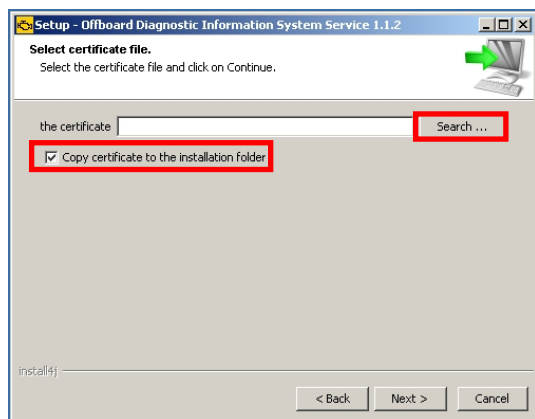 Setup - Offboard Diagnostic Information System Service 1.1.2
Select certificate file.
Select the certificate file and click on Continue.
the certificate
Search ...
Copy certificate to the installation folder
install4j
< Back
Next >
Cancel